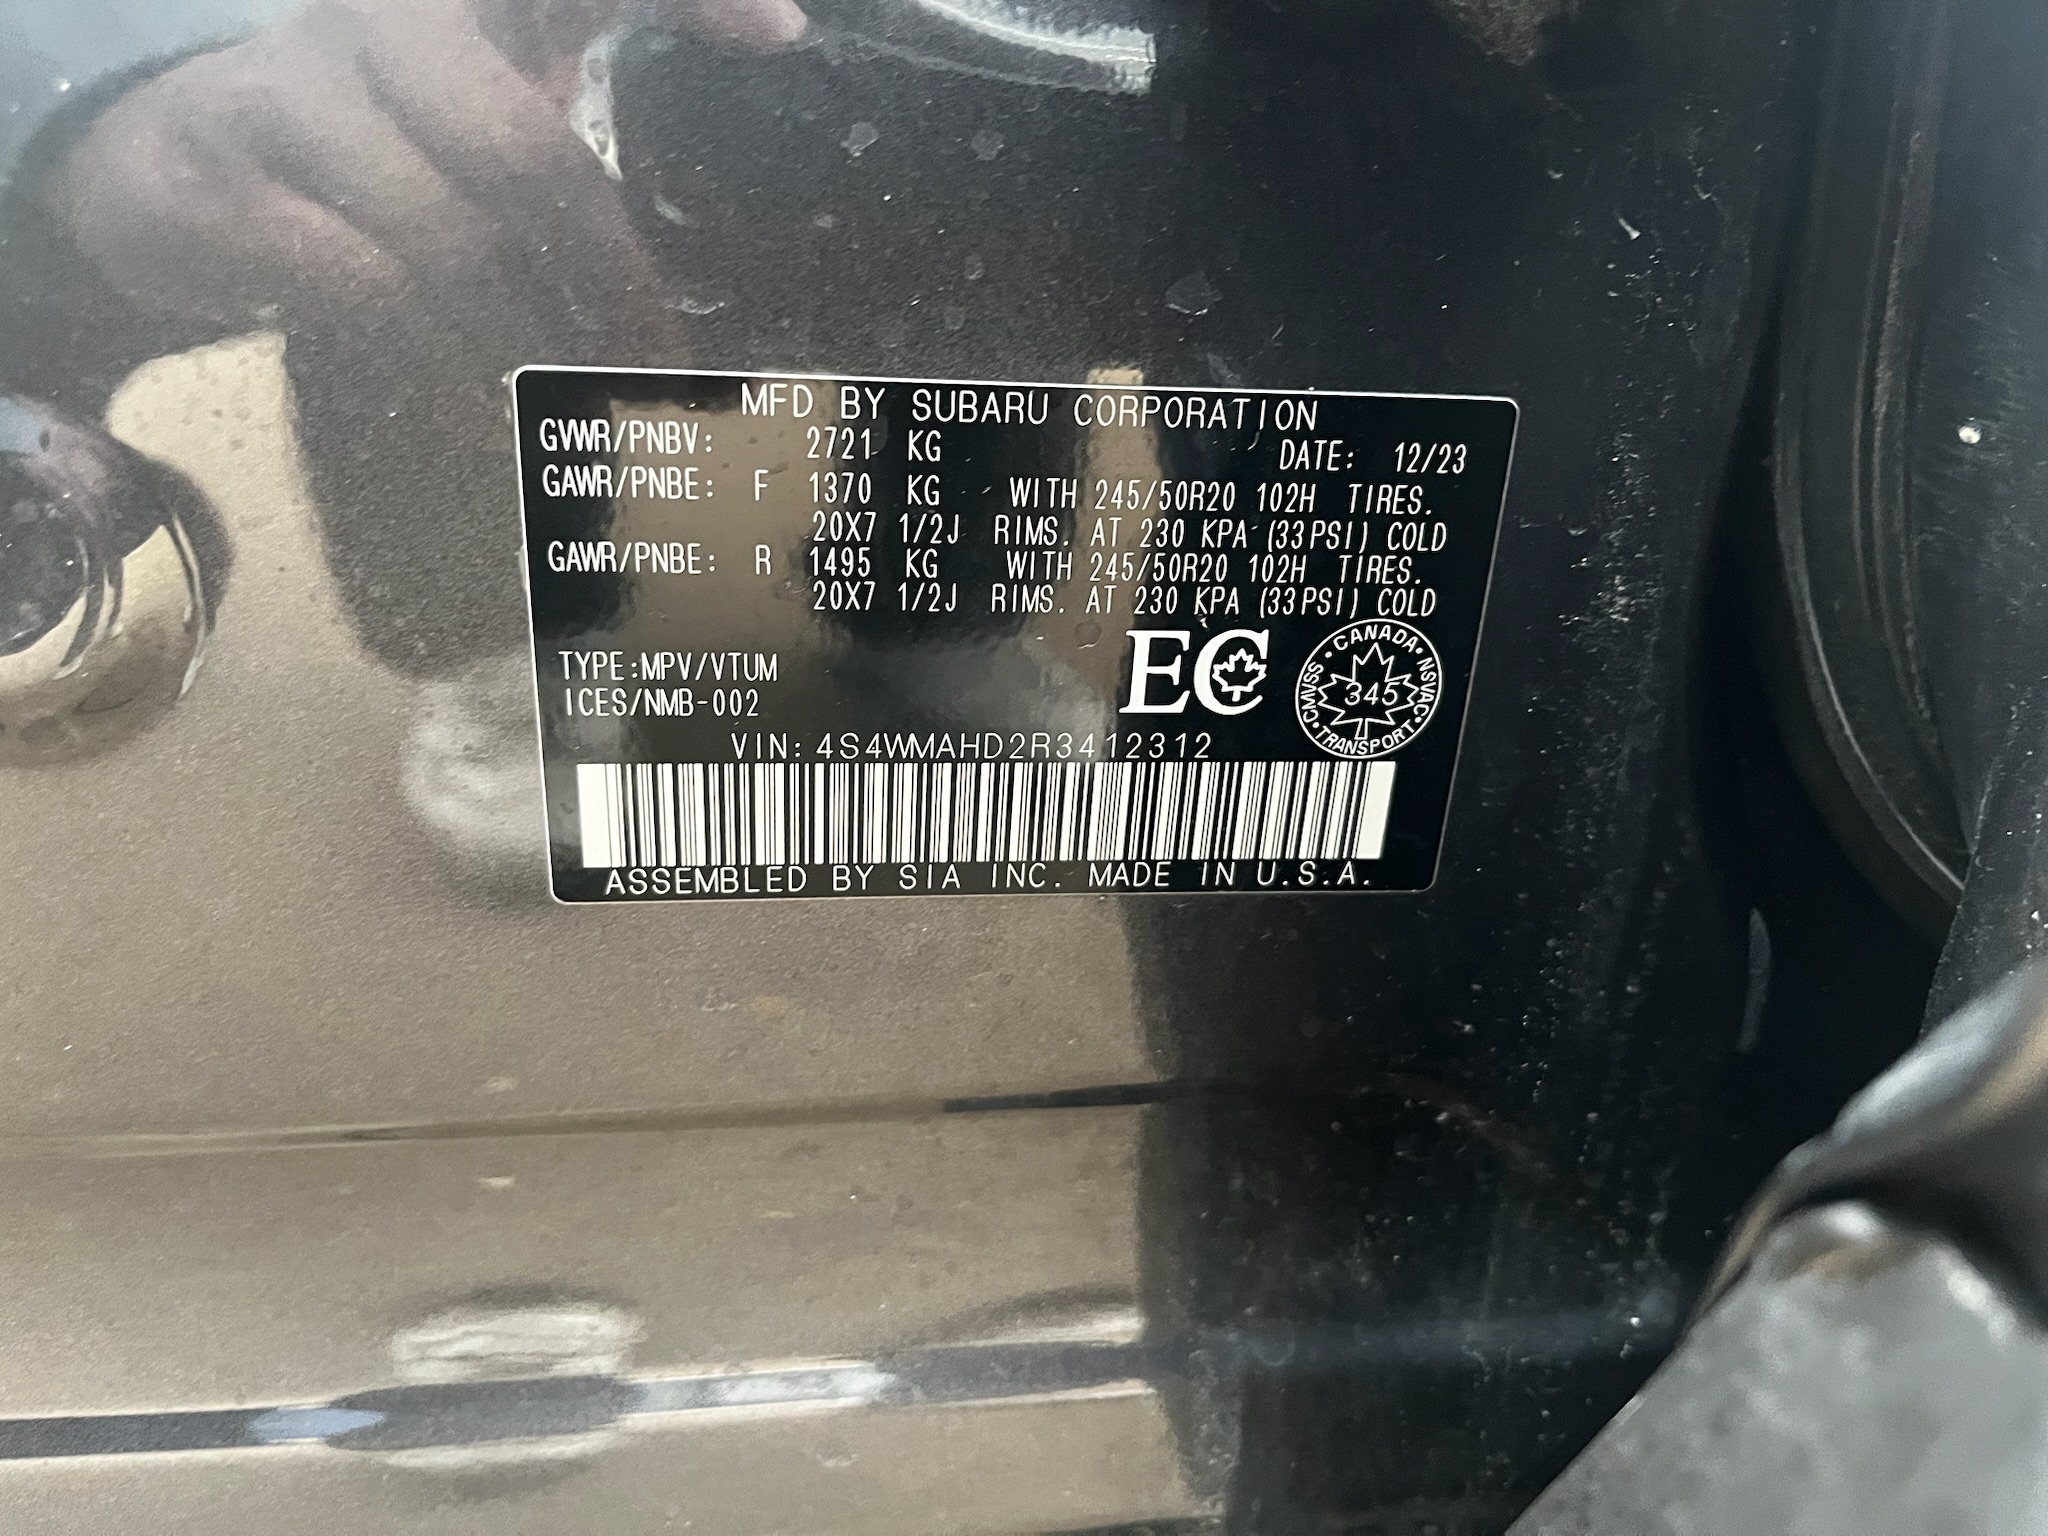 MFD BY SUBARU CORPORATION
GVWR/PNBV: 2721 KG DATE: 12/23
GAWR/PNBE: F 1370 KG WITH 245/50R20 102H TIRES.
20X7 1/2J RIMS. AT 230 KPA (33PSI) COLD
GAWR/PNBE: R 1495 KG WITH 245/50R20 102H TIRES.
20X7 1/2J RIMS. AT 230 KPA (33PSI) COLD
TYPE:MPV/VTUM
ICES/NMB-002
EC
CANADA • NSVAC • TRANSPORT • CMVSS •
345
VIN: 4S4WMAHD2R3412312
ASSEMBLED BY SIA INC. MADE IN U.S.A.